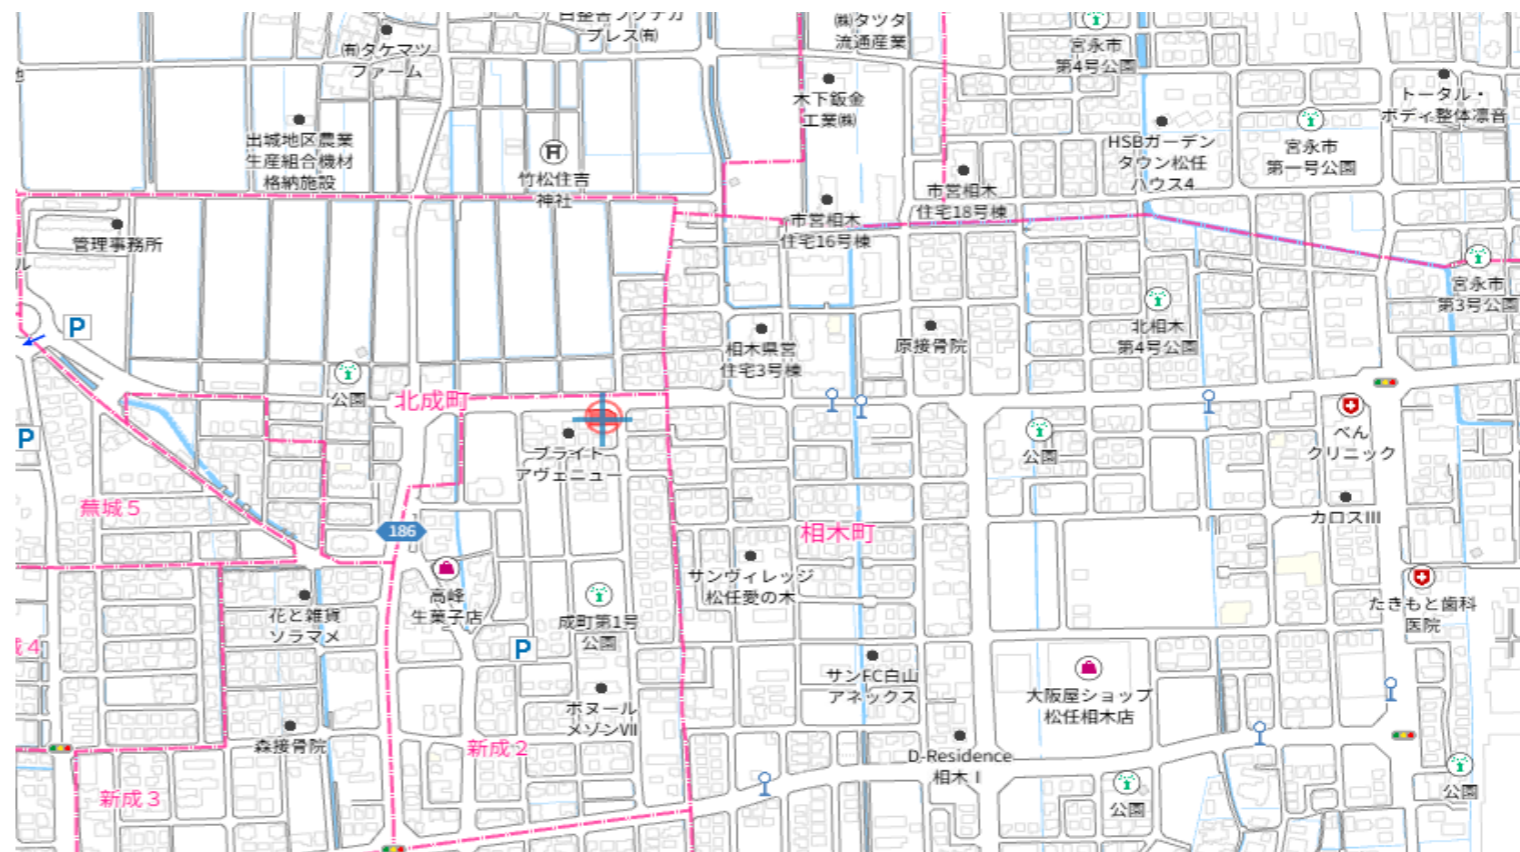 ㈱タツタ
流通産業
プレス㈲
㈲タケマツ
ファーム
宮永市
第4号公園
木下鈑金
工業㈱
トータル・
ボディ整体凛音
出城地区農業
生産組合機材
格納施設
竹松住吉
神社
HSBガーデン
タウン松任
ハウス4
宮永市
第一号公園
市営相木
住宅18号棟
市営相木
住宅16号棟
管理事務所
宮永市
第3号公園
P
相木県営
住宅3号棟
原接骨院
北相木
第4号公園
公園
北成町
P
ブライト
アヴェニュー
公園
べん
クリニック
蕪城5
186
相木町
カロスIII
サンヴィレッジ
松任愛の木
高峰
生菓子店
花と雑貨
ソラマメ
成町第1号
公園
たきもと歯科
医院
P
サンFC白山
アネックス
大阪屋ショップ
松任相木店
ボヌール
メゾンVII
森接骨院
新成2
D-Residence
相木I
新成3
公園
公園